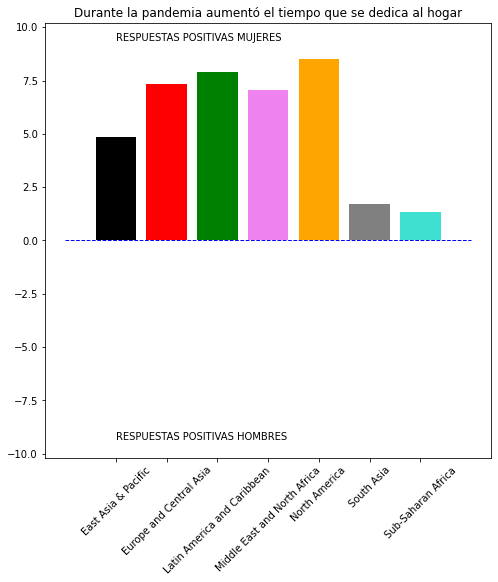 Durante la pandemia aumentó el tiempo que se dedica al hogar
10.0
RESPUESTAS POSITIVAS MUJERES
7.5
5.0
2.5
0.0
−2.5
−5.0
−7.5
RESPUESTAS POSITIVAS HOMBRES
−10.0
East Asia & Pacific
Europe and Central Asia
Latin America and Caribbean
Middle East and North Africa
North America
South Asia
Sub-Saharan Africa